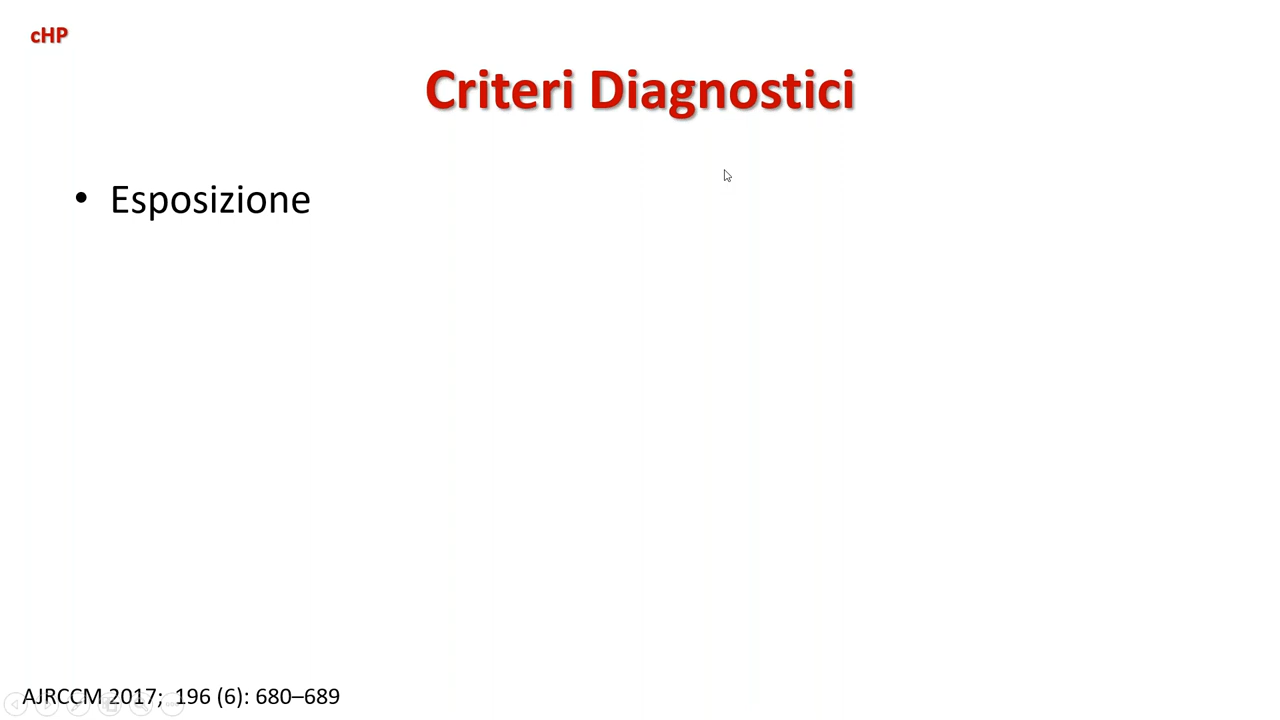 cHP
Criteri Diagnostici
• Esposizione
AJRCCM 2017; 196 (6): 680–689